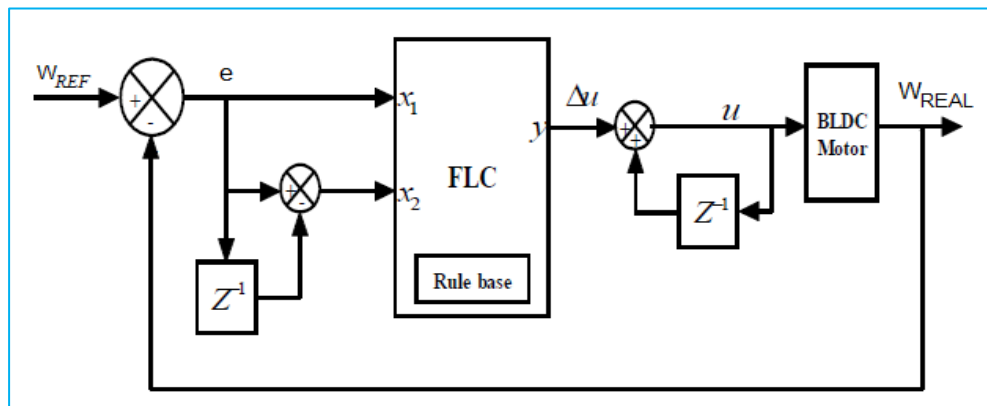 W_REF
e
+
-
x₁
+
-
x₂
Z⁻¹
FLC
Rule base
y
Δu
+
+
u
Z⁻¹
BLDC
Motor
W_REAL